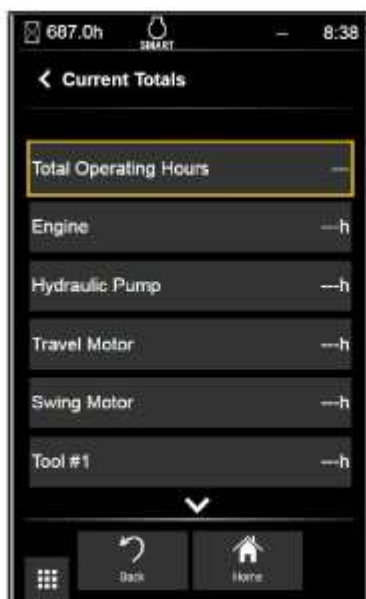 687.0h SMART – 8:38
Current Totals
Total Operating Hours ---
Engine ---h
Hydraulic Pump ---h
Travel Motor ---h
Swing Motor ---h
Tool #1 ---h
Back Home